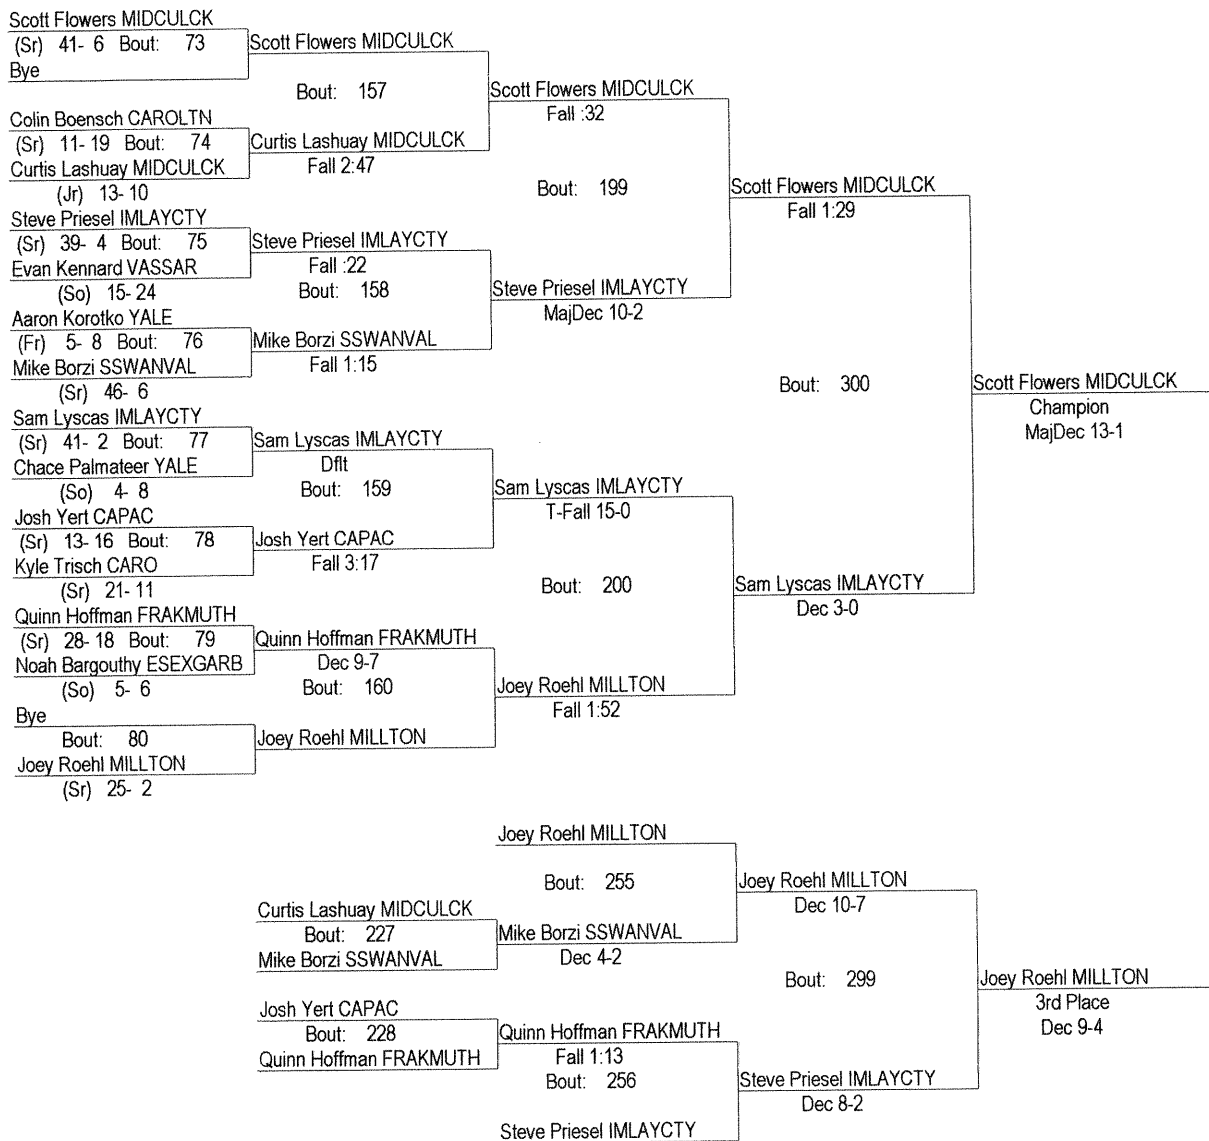 Scott Flowers MIDCULCK
(Sr) 41- 6 Bout: 73
Bye
Scott Flowers MIDCULCK
Bout: 157
Colin Boensch CAROLTN
(Sr) 11- 19 Bout: 74
Curtis Lashuay MIDCULCK
(Jr) 13- 10
Curtis Lashuay MIDCULCK
Fall 2:47
Scott Flowers MIDCULCK
Fall :32
Bout: 199
Steve Priesel IMLAYCTY
(Sr) 39- 4 Bout: 75
Evan Kennard VASSAR
(So) 15- 24
Steve Priesel IMLAYCTY
Fall :22
Bout: 158
Aaron Korotko YALE
(Fr) 5- 8 Bout: 76
Mike Borzi SSWANVAL
(Sr) 46- 6
Mike Borzi SSWANVAL
Fall 1:15
Steve Priesel IMLAYCTY
MajDec 10-2
Scott Flowers MIDCULCK
Fall 1:29
Bout: 300
Scott Flowers MIDCULCK
Champion
MajDec 13-1
Sam Lyscas IMLAYCTY
(Sr) 41- 2 Bout: 77
Chace Palmateer YALE
(So) 4- 8
Sam Lyscas IMLAYCTY
Dflt
Bout: 159
Josh Yert CAPAC
(Sr) 13- 16 Bout: 78
Kyle Trisch CARO
(Sr) 21- 11
Josh Yert CAPAC
Fall 3:17
Sam Lyscas IMLAYCTY
T-Fall 15-0
Bout: 200
Quinn Hoffman FRAKMUTH
(Sr) 28- 18 Bout: 79
Noah Bargouthy ESEXGARB
(So) 5- 6
Quinn Hoffman FRAKMUTH
Dec 9-7
Bout: 160
Bye
Bout: 80
Joey Roehl MILLTON
(Sr) 25- 2
Joey Roehl MILLTON
Joey Roehl MILLTON
Fall 1:52
Sam Lyscas IMLAYCTY
Dec 3-0
Joey Roehl MILLTON
Bout: 255
Curtis Lashuay MIDCULCK
Bout: 227
Mike Borzi SSWANVAL
Mike Borzi SSWANVAL
Dec 4-2
Joey Roehl MILLTON
Dec 10-7
Bout: 299
Joey Roehl MILLTON
3rd Place
Dec 9-4
Josh Yert CAPAC
Bout: 228
Quinn Hoffman FRAKMUTH
Quinn Hoffman FRAKMUTH
Fall 1:13
Bout: 256
Steve Priesel IMLAYCTY
Steve Priesel IMLAYCTY
Dec 8-2